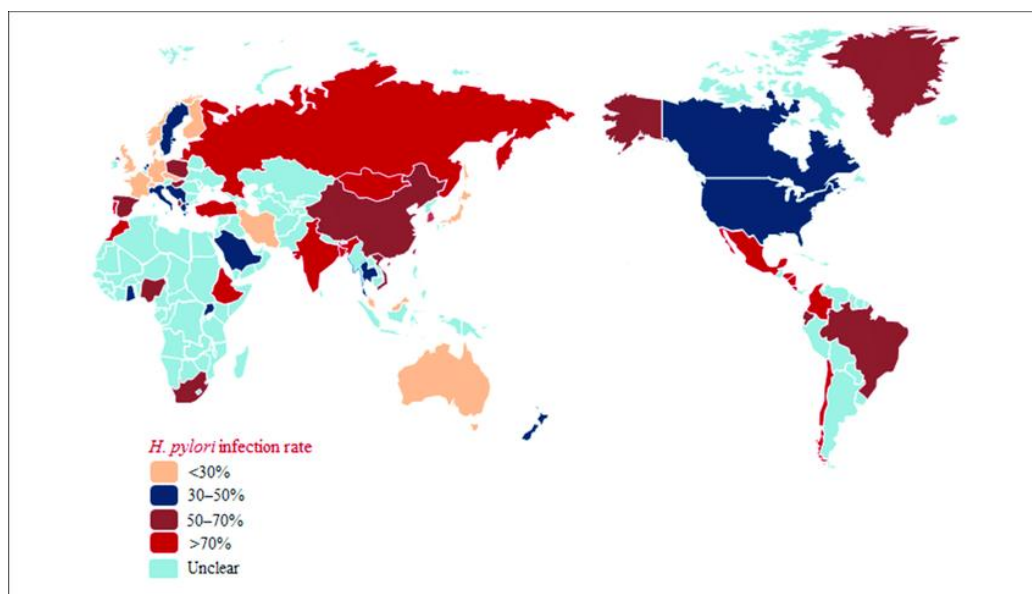 H. pylori infection rate
<30%
30–50%
50–70%
>70%
Unclear